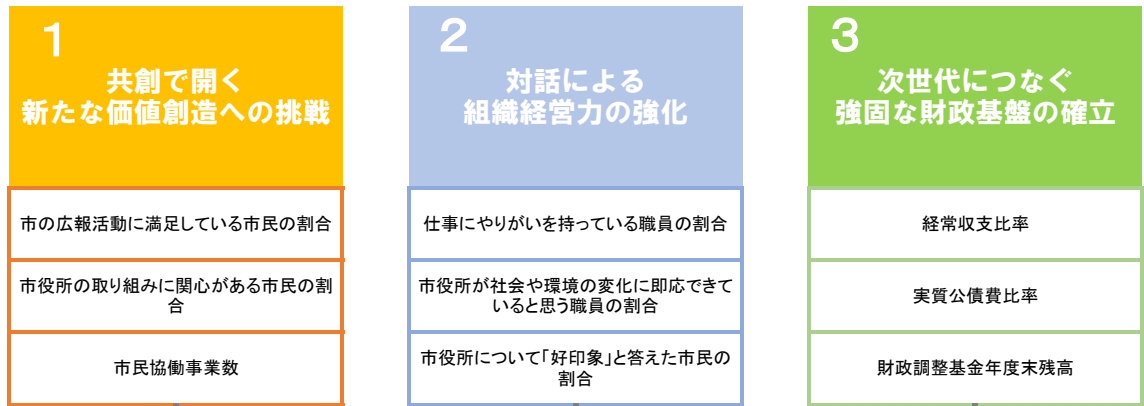 1
共創で開く
新たな価値創造への挑戦
市の広報活動に満足している市民の割合
市役所の取り組みに関心がある市民の割
合
市民協働事業数
2
対話による
組織経営力の強化
仕事にやりがいを持っている職員の割合
市役所が社会や環境の変化に即応できて
いると思う職員の割合
市役所について「好印象」と答えた市民の
割合
3
次世代につなぐ
強固な財政基盤の確立
経常収支比率
実質公債費比率
財政調整基金年度末残高